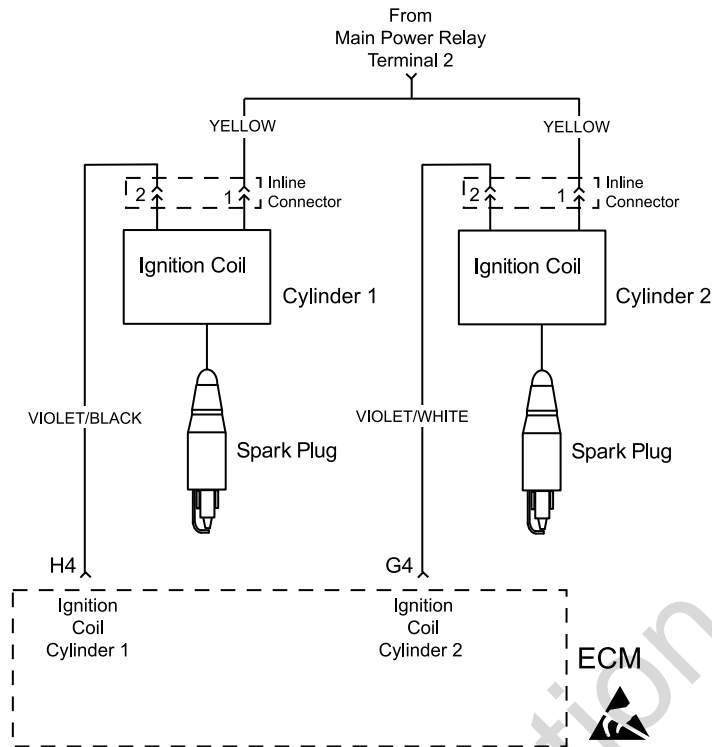 From
Main Power Relay
Terminal 2
YELLOW
YELLOW
2
1
Inline
Connector
2
1
Inline
Connector
Ignition Coil
Cylinder 1
Ignition Coil
Cylinder 2
VIOLET/BLACK
Spark Plug
VIOLET/WHITE
Spark Plug
H4
G4
Ignition
Coil
Cylinder 1
Ignition
Coil
Cylinder 2
ECM